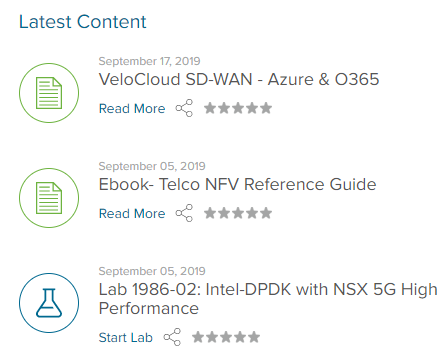 Latest Content
September 17, 2019
VeloCloud SD-WAN - Azure & O365
Read More
September 05, 2019
Ebook- Telco NFV Reference Guide
Read More
September 05, 2019
Lab 1986-02: Intel-DPDK with NSX 5G High
Performance
Start Lab